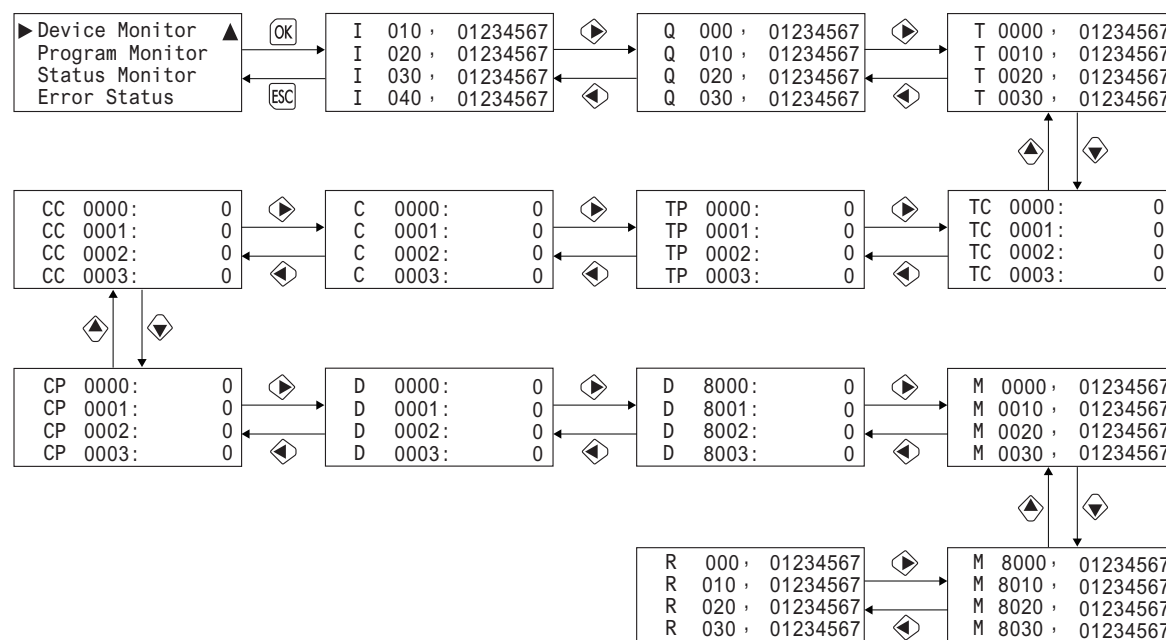 Device Monitor
Program Monitor
Status Monitor
Error Status
OK
ESC
I 010, 01234567
I 020, 01234567
I 030, 01234567
I 040, 01234567
Q 000, 01234567
Q 010, 01234567
Q 020, 01234567
Q 030, 01234567
T 0000, 01234567
T 0010, 01234567
T 0020, 01234567
T 0030, 01234567
CC 0000: 0
CC 0001: 0
CC 0002: 0
CC 0003: 0
C 0000: 0
C 0001: 0
C 0002: 0
C 0003: 0
TP 0000: 0
TP 0001: 0
TP 0002: 0
TP 0003: 0
TC 0000: 0
TC 0001: 0
TC 0002: 0
TC 0003: 0
CP 0000: 0
CP 0001: 0
CP 0002: 0
CP 0003: 0
D 0000: 0
D 0001: 0
D 0002: 0
D 0003: 0
D 8000: 0
D 8001: 0
D 8002: 0
D 8003: 0
M 0000, 01234567
M 0010, 01234567
M 0020, 01234567
M 0030, 01234567
R 000, 01234567
R 010, 01234567
R 020, 01234567
R 030, 01234567
M 8000, 01234567
M 8010, 01234567
M 8020, 01234567
M 8030, 01234567